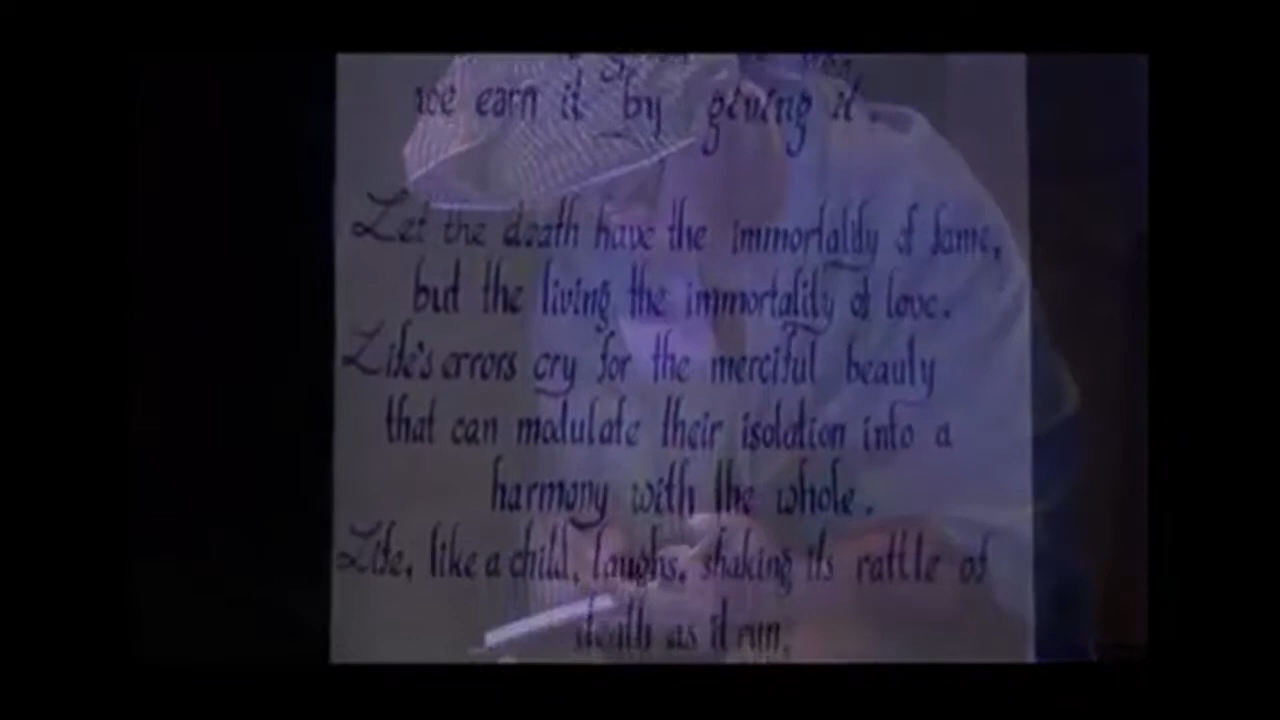 we earn it by giving it.
Let the death have the immortality of fame,
but the living the immortality of love.
Life's errors cry for the merciful beauty
that can modulate their isolation into a
harmony with the whole.
Life, like a child, laughs, shaking its rattle of
death as it run.